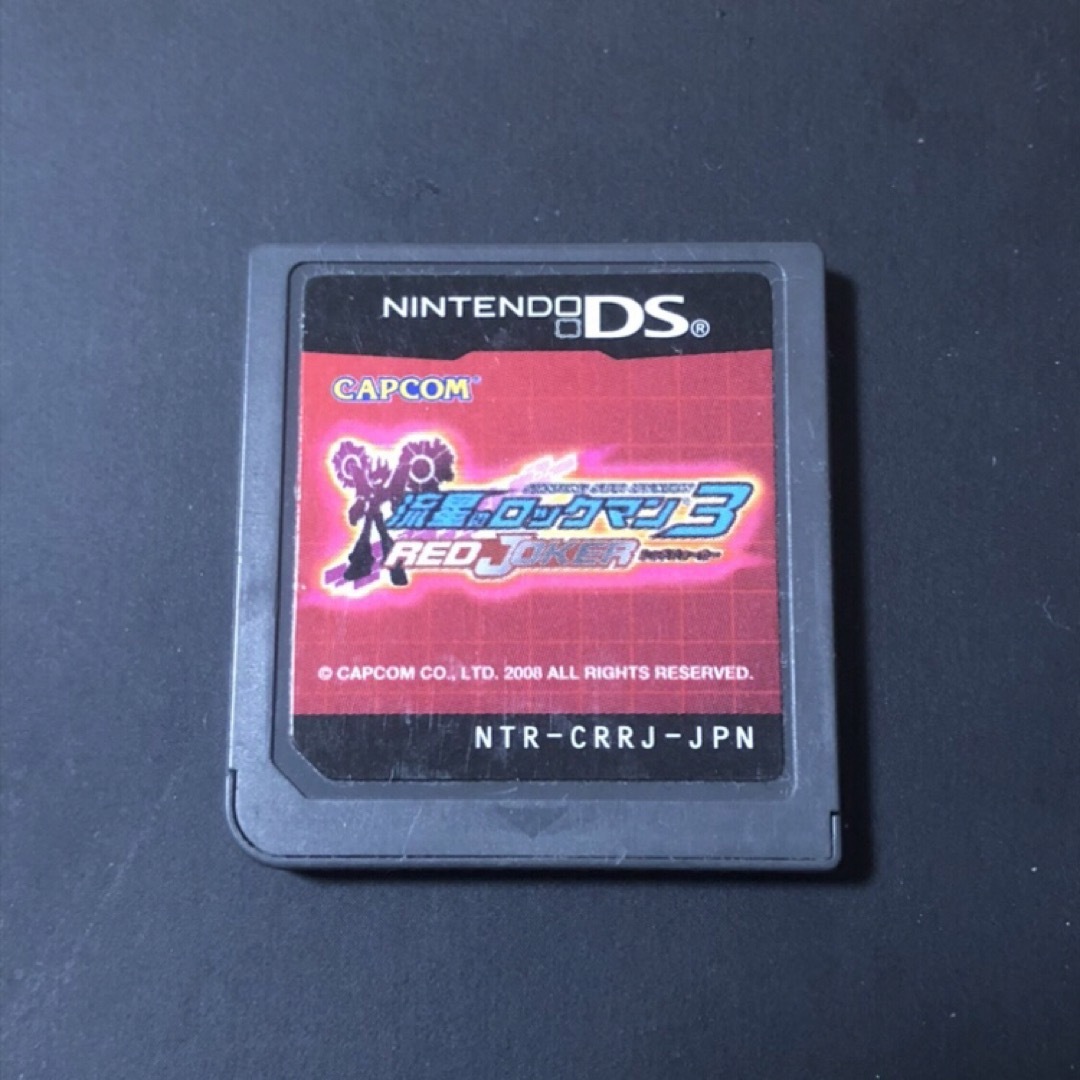 NINTENDO DS®
CAPCOM
流星のロックマン3
RED JOKER
© CAPCOM CO., LTD. 2008 ALL RIGHTS RESERVED.
NTR-CRRJ-JPN